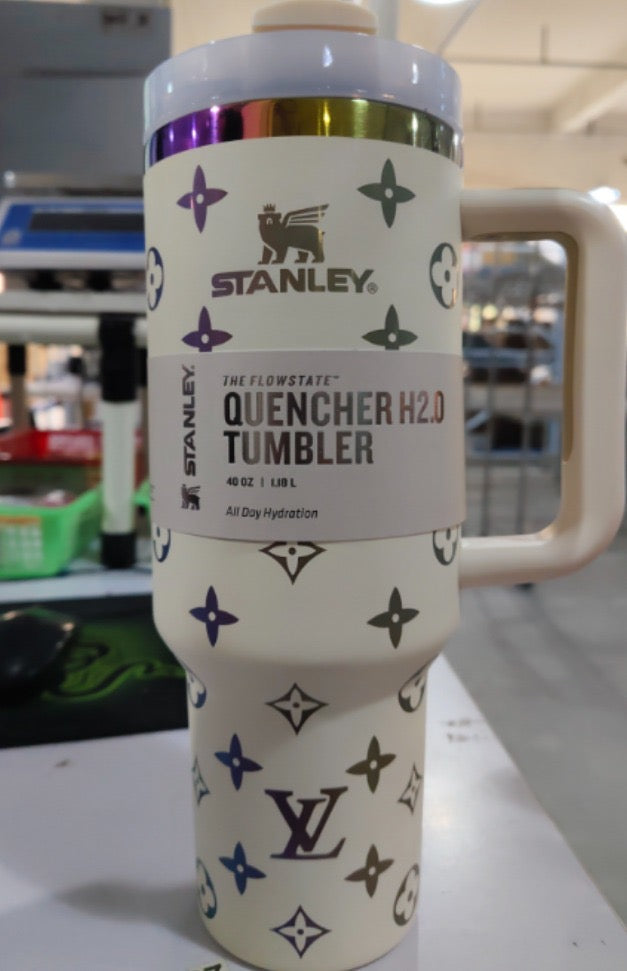 STANLEY®
STANLEY.
THE FLOWSTATE™
QUENCHER H2.0
TUMBLER
40 OZ | 1.18 L
All Day Hydration
LV